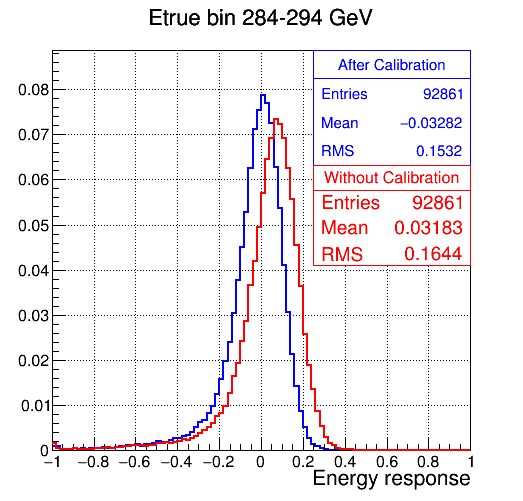 Etrue bin 284-294 GeV
After Calibration
Entries 92861
Mean −0.03282
RMS 0.1532
Without Calibration
Entries 92861
Mean 0.03183
RMS 0.1644
0.08
0.07
0.06
0.05
0.04
0.03
0.02
0.01
0
−1 −0.8 −0.6 −0.4 −0.2 0 0.2 0.4 0.6 0.8 1
Energy response